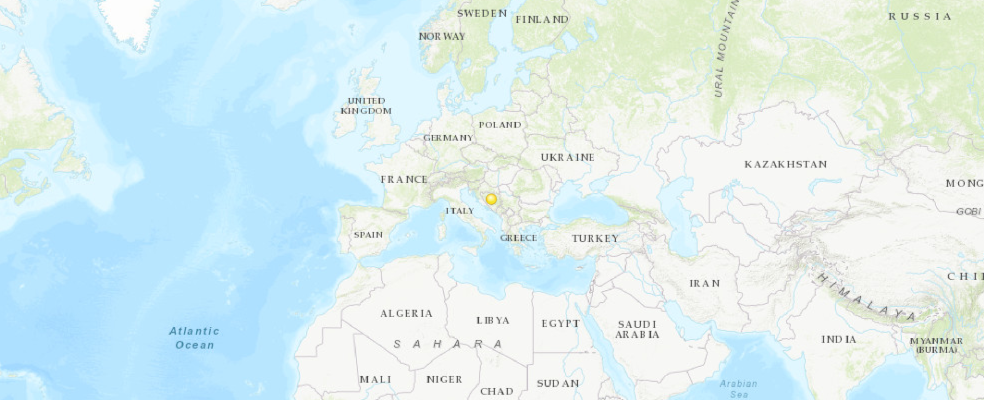 SWEDEN
FINLAND
RUSSIA
NORWAY
URAL MOUNTAIN
UNITED
KINGDOM
POLAND
GERMANY
UKRAINE
KAZAKHSTAN
FRANCE
MONG
ITALY
GOBI
SPAIN
GREECE
TURKEY
IRAN
CHI
HIMALAYA
ALGERIA
LIBYA
EGYPT
SAUDI
ARABIA
Atlantic
Ocean
SAHARA
INDIA
MYANMAR
(BURMA)
MALI
NIGER
CHAD
SUDAN
Arabian
Sea